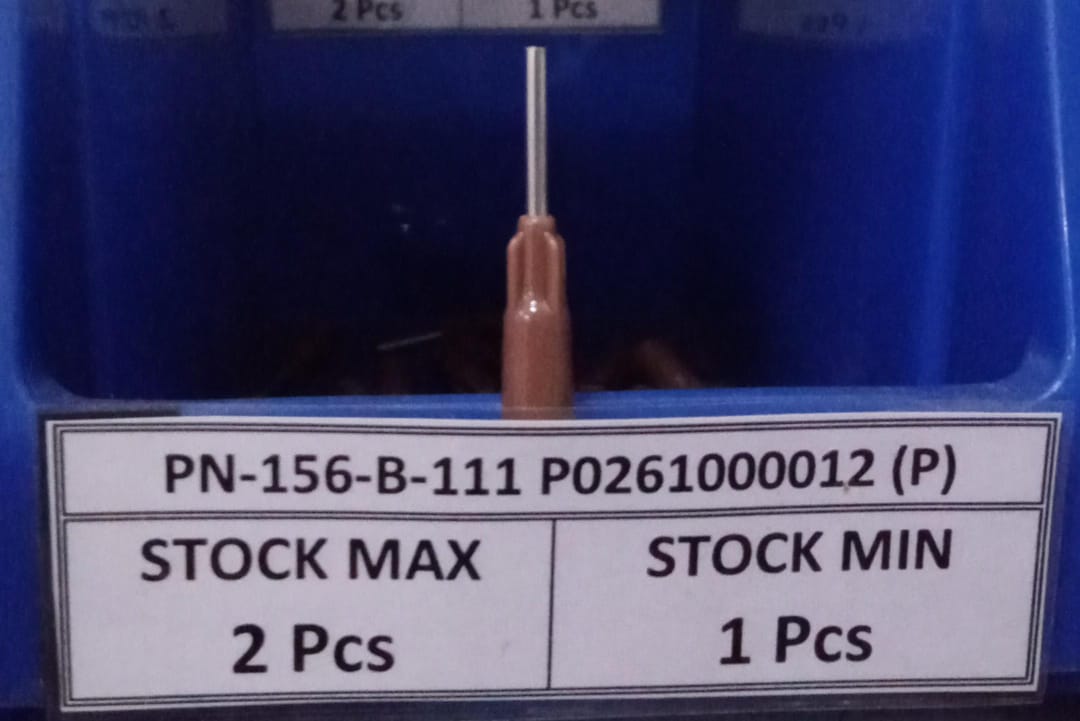 2 Pcs 1 Pcs
PN-156-B-111 P0261000012 (P)
STOCK MAX STOCK MIN
2 Pcs 1 Pcs